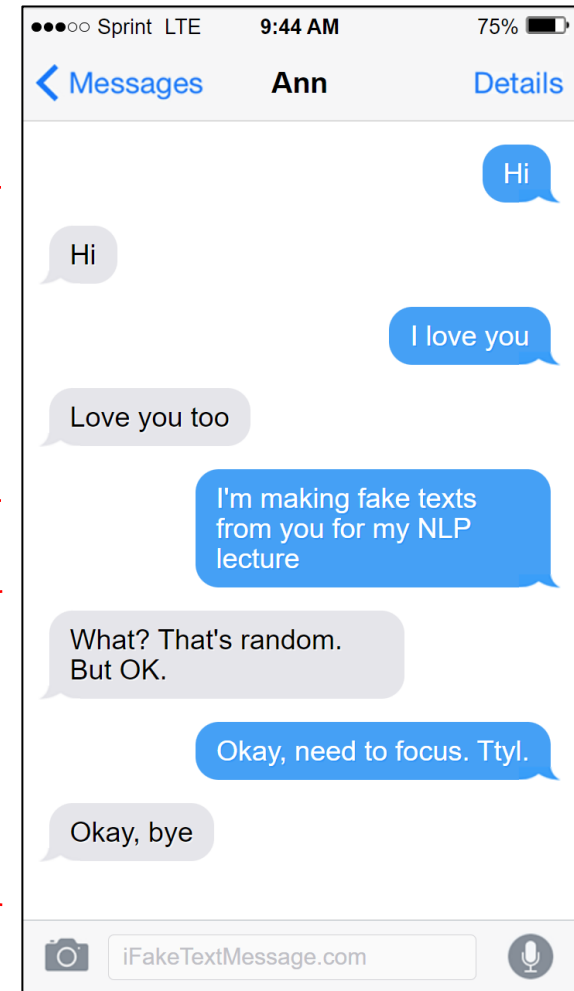 Sprint LTE 9:44 AM 75%
Messages Ann Details
Hi
Hi
I love you
Love you too
I'm making fake texts
from you for my NLP
lecture
What? That's random.
But OK.
Okay, need to focus. Ttyl.
Okay, bye
iFakeTextMessage.com